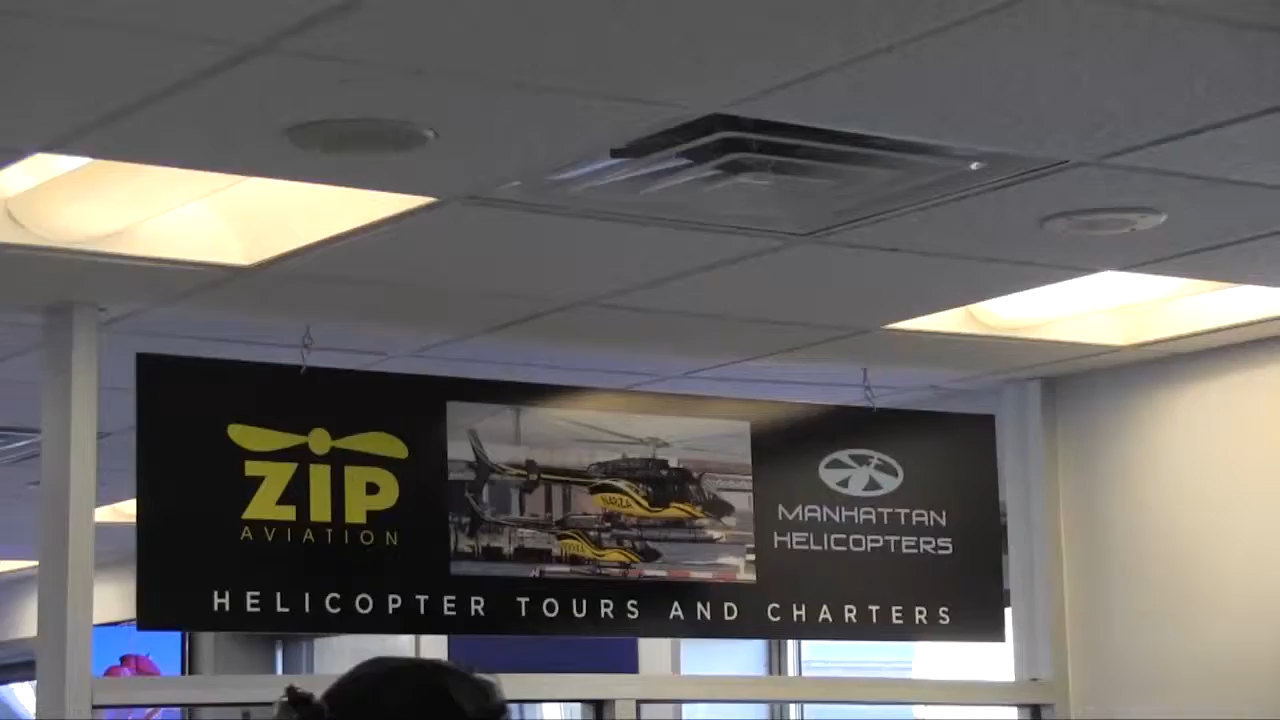 ZIP
AVIATION
MANHATTAN
HELICOPTERS
HELICOPTER TOURS AND CHARTERS